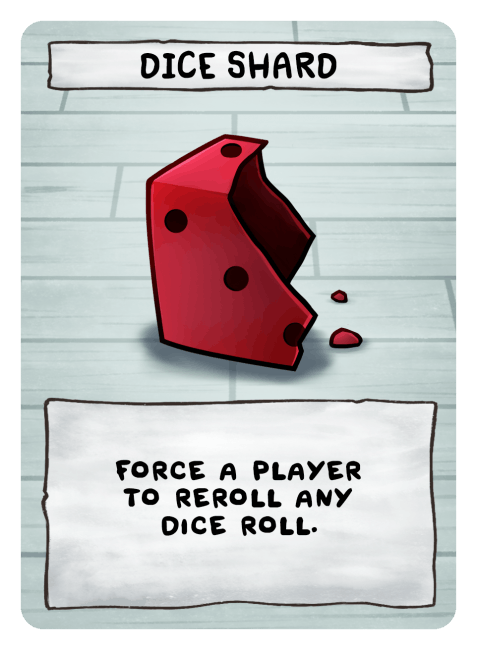 DICE SHARD
FORCE A PLAYER
TO REROLL ANY
DICE ROLL.